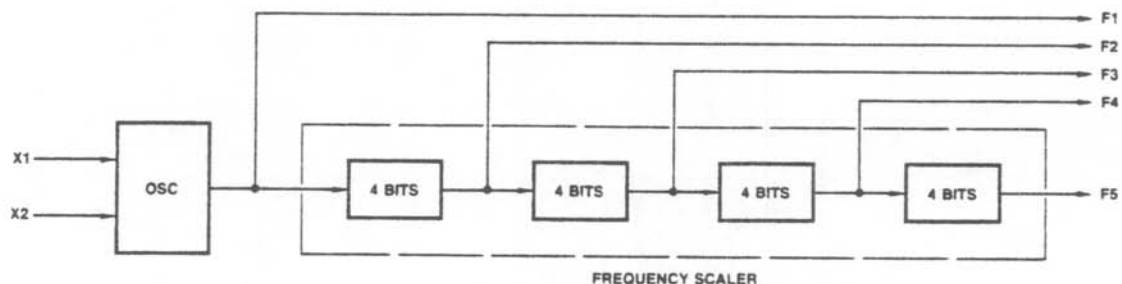 F1
F2
F3
F4
X1
OSC
4 BITS
4 BITS
4 BITS
4 BITS
F5
X2
FREQUENCY SCALER